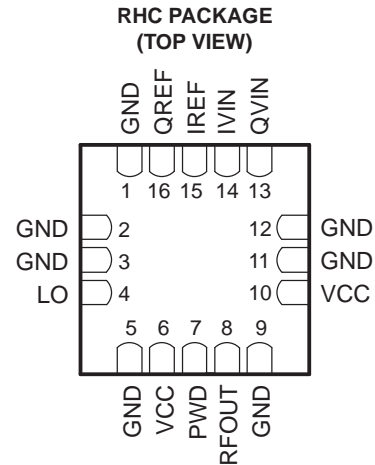 RHC PACKAGE
(TOP VIEW)
GND QREF IREF IVIN QVIN
1 16 15 14 13
GND 2 12 GND
GND 3 11 GND
LO 4 10 VCC
5 6 7 8 9
GND VCC PWD RFOUT GND